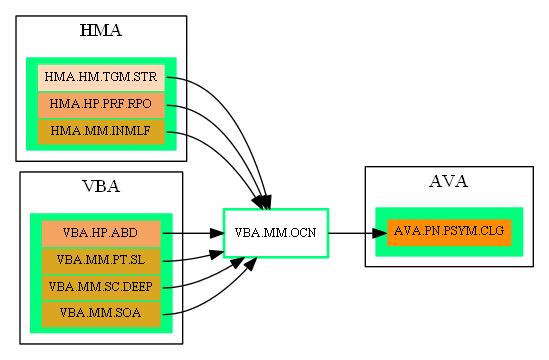 HMA
HMA.HM.TGM.STR
HMA.HP.PRF.RPO
HMA.MM.INMLF
VBA
VBA.HP.ABD
VBA.MM.PT.SL
VBA.MM.SC.DEEP
VBA.MM.SOA
VBA.MM.OCN
AVA
AVA.PN.PSYM.CLG